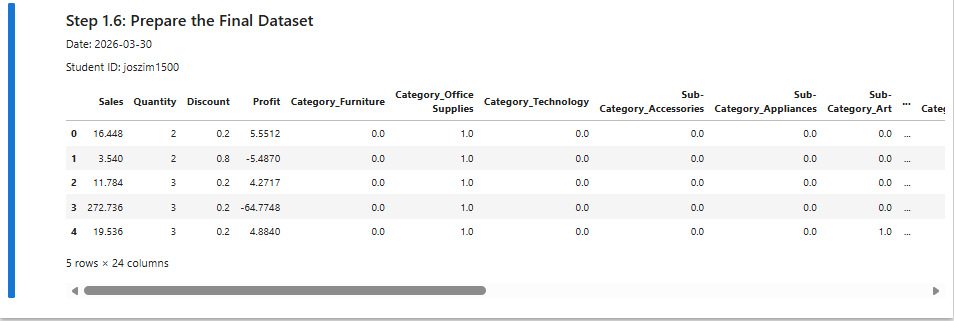 Step 1.6: Prepare the Final Dataset
Date: 2026-03-30
Student ID: joszim1500
Sales Quantity Discount Profit Category_Furniture Category_Office Supplies Category_Technology Sub-Category_Accessories Sub-Category_Appliances Sub-Category_Art ... Categ
0 16.448 2 0.2 5.5512 0.0 1.0 0.0 0.0 0.0 0.0 ...
1 3.540 2 0.8 -5.4870 0.0 1.0 0.0 0.0 0.0 0.0 ...
2 11.784 3 0.2 4.2717 0.0 1.0 0.0 0.0 0.0 0.0 ...
3 272.736 3 0.2 -64.7748 0.0 1.0 0.0 0.0 0.0 0.0 ...
4 19.536 3 0.2 4.8840 0.0 1.0 0.0 0.0 0.0 1.0 ...
5 rows × 24 columns